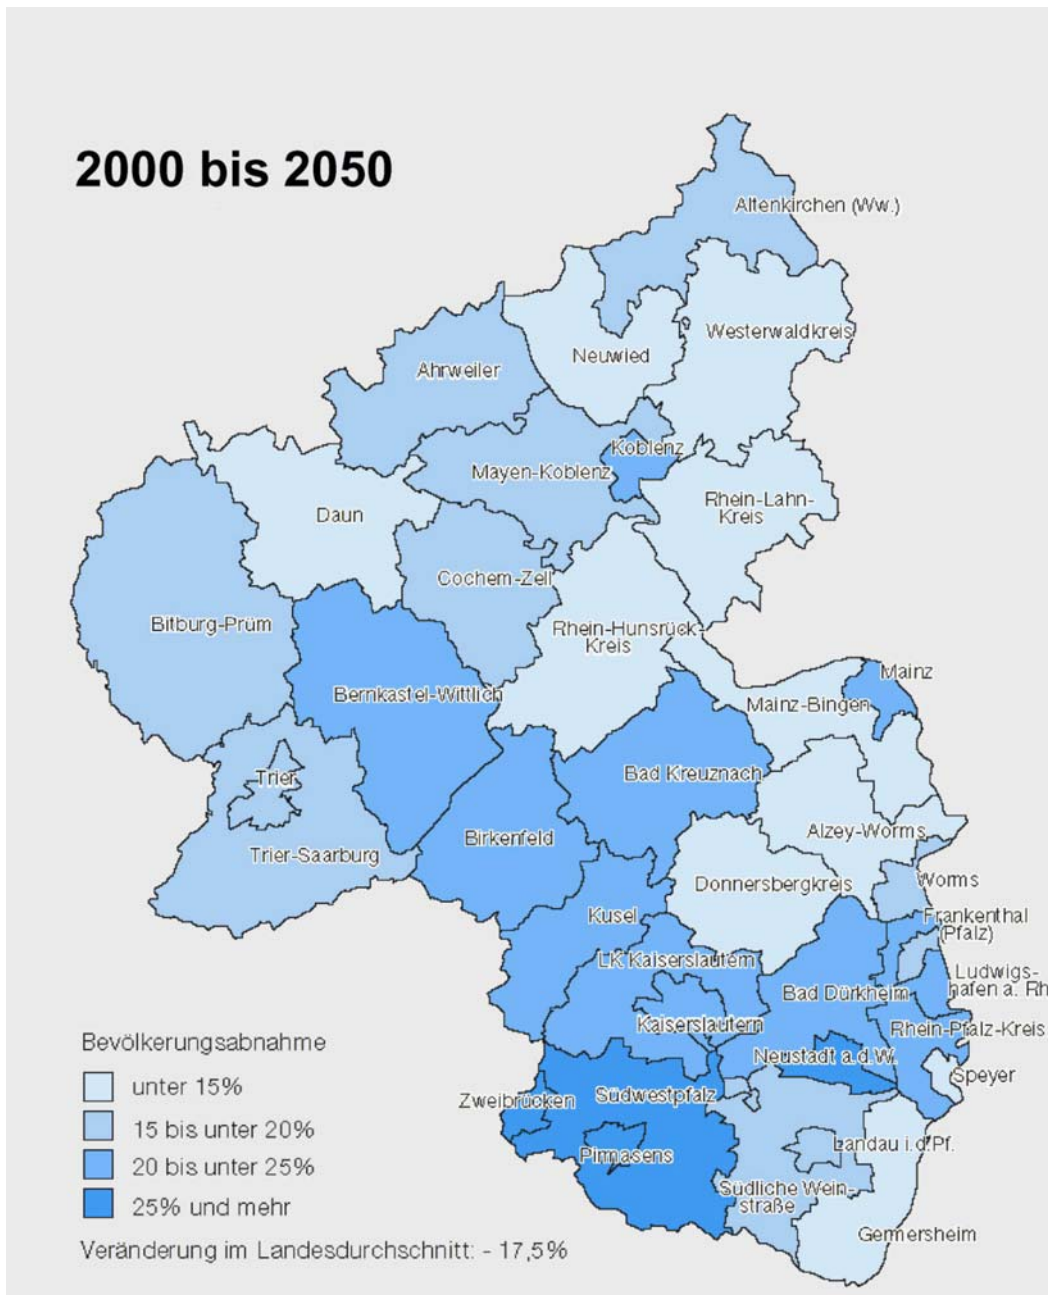 2000 bis 2050
Altenkirchen (Ww.)
Westerwaldkreis
Neuwied
Ahrweiler
Koblenz
Mayen-Koblenz
Rhein-Lahn-
Kreis
Daun
Cochem-Zell
Bitburg-Prüm
Rhein-Hunsrück-
Kreis
Mainz
Bernkastel-Wittlich
Mainz-Bingen
Bad Kreuznach
Trier
Alzey-Worms
Birkenfeld
Trier-Saarburg
Worms
Donnersbergkreis
Kusel
Frankenthal
(Pfalz)
LK Kaiserslautern
Ludwigs-
hafen a. Rh
Bad Dürkheim
Kaiserslautern
Rhein-Pfalz-Kreis
Neustadt a.d.W.
Speyer
Südwestpfalz
Zweibrücken
Landau i.d.Pf.
Pirmasens
Südliche Wein-
straße
Germersheim
Bevölkerungsabnahme
unter 15%
15 bis unter 20%
20 bis unter 25%
25% und mehr
Veränderung im Landesdurchschnitt: - 17,5%